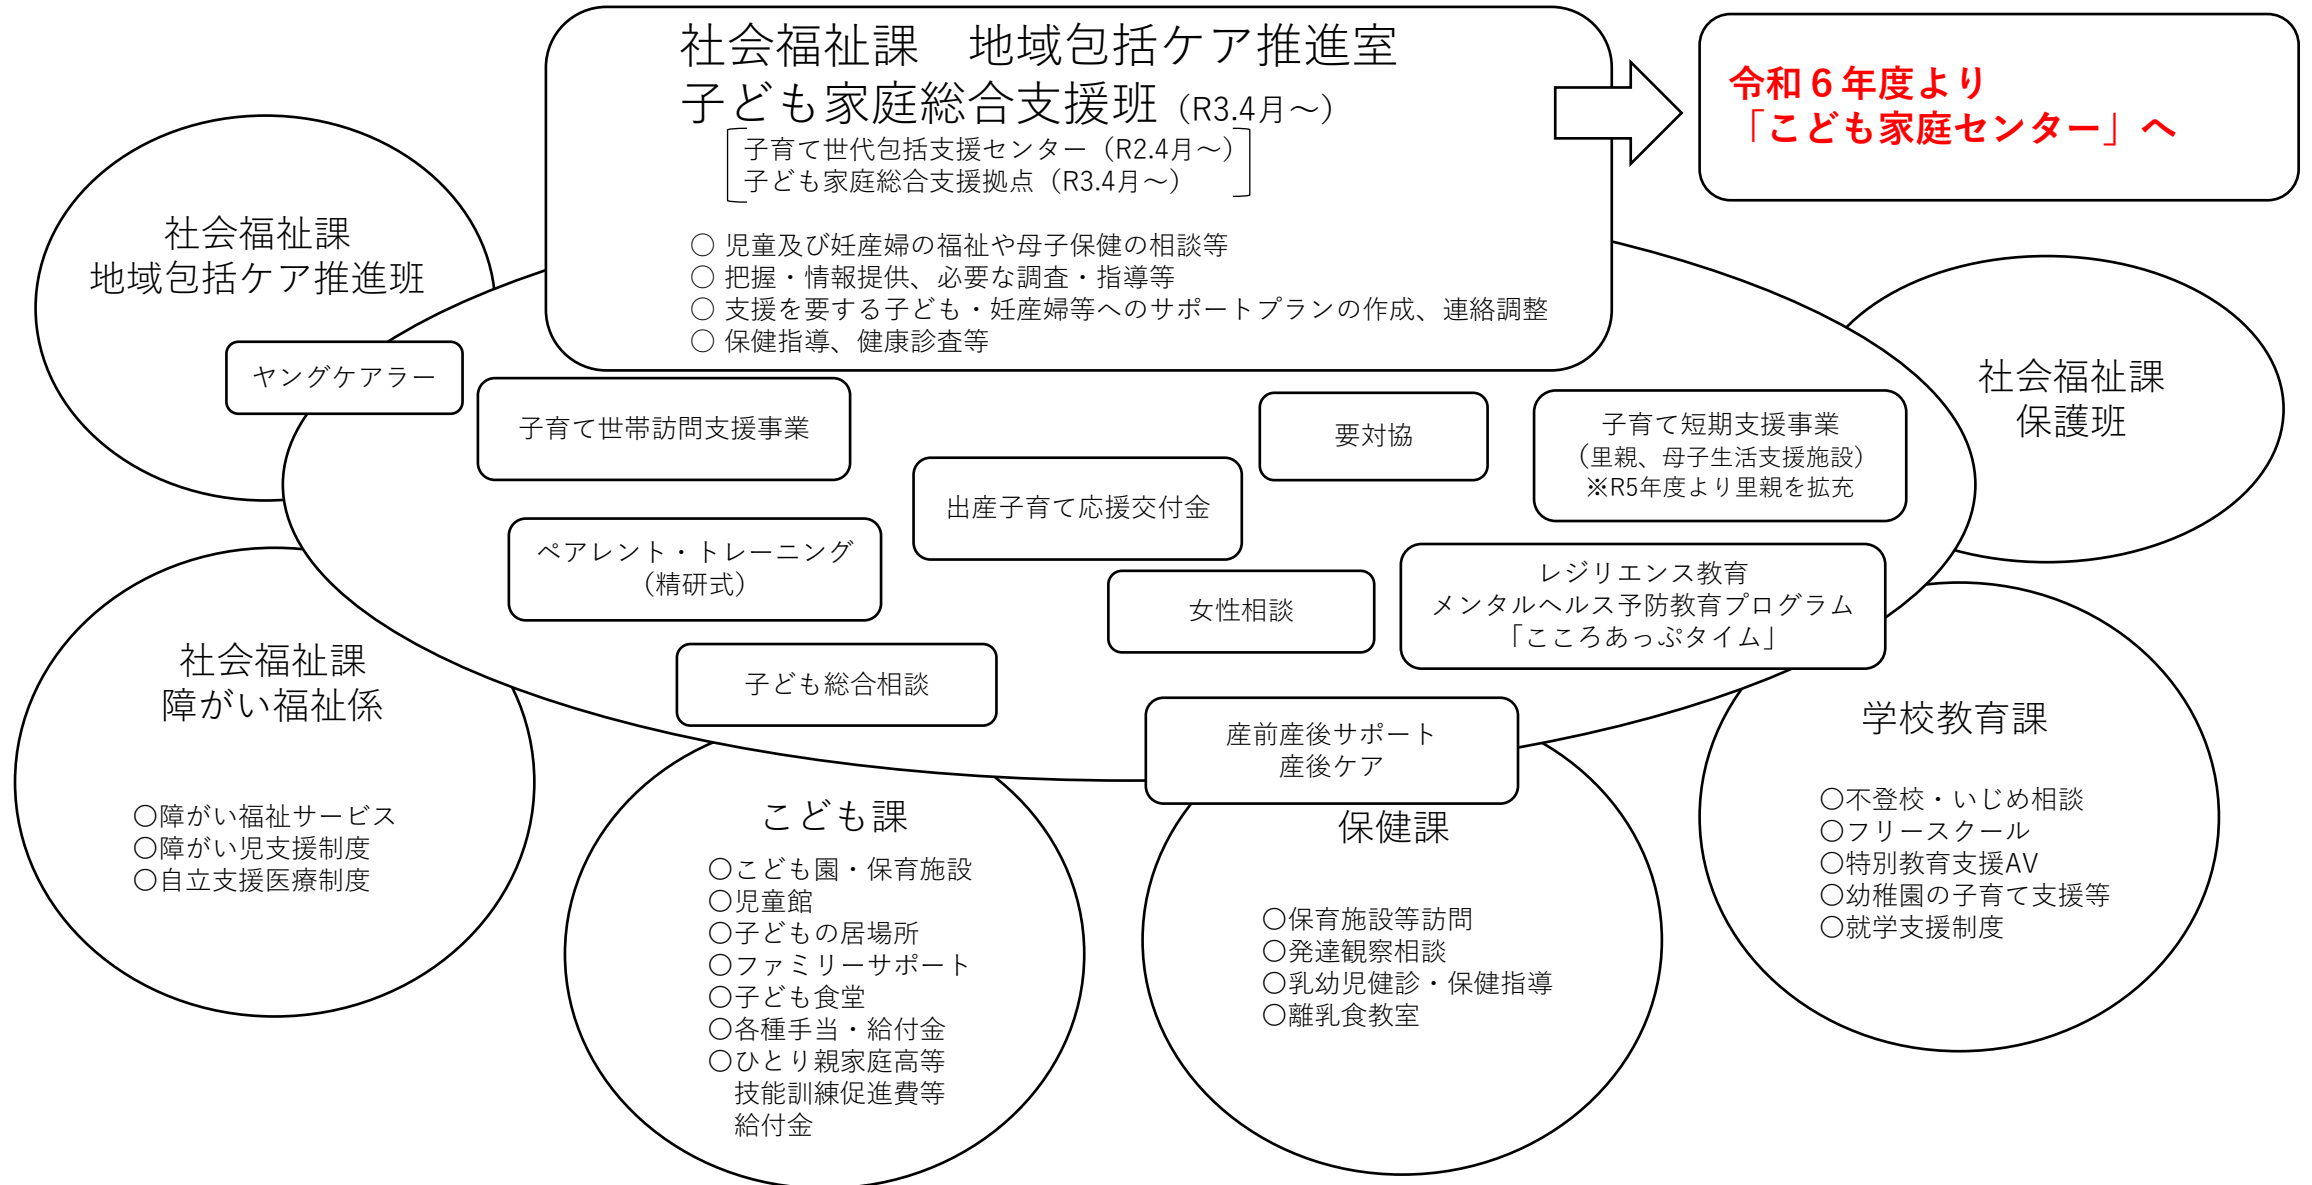 社会福祉課　地域包括ケア推進室
子ども家庭総合支援班（R3.4月～）
子育て世代包括支援センター（R2.4月～）
子ども家庭総合支援拠点（R3.4月～）
○ 児童及び妊産婦の福祉や母子保健の相談等
○ 把握・情報提供、必要な調査・指導等
○ 支援を要する子ども・妊産婦等へのサポートプランの作成、連絡調整
○ 保健指導、健康診査等
令和６年度より
「こども家庭センター」へ
社会福祉課
地域包括ケア推進班
ヤングケアラー
子育て世帯訪問支援事業
要対協
子育て短期支援事業
（里親、母子生活支援施設）
※R5年度より里親を拡充
社会福祉課
保護班
出産子育て応援交付金
ペアレント・トレーニング
（精研式）
女性相談
レジリエンス教育
メンタルヘルス予防教育プログラム
「こころあっぷタイム」
子ども総合相談
産前産後サポート
産後ケア
社会福祉課
障がい福祉係
○障がい福祉サービス
○障がい児支援制度
○自立支援医療制度
こども課
○こども園・保育施設
○児童館
○子どもの居場所
○ファミリーサポート
○子ども食堂
○各種手当・給付金
○ひとり親家庭高等
技能訓練促進費等
給付金
保健課
○保育施設等訪問
○発達観察相談
○乳幼児健診・保健指導
○離乳食教室
学校教育課
○不登校・いじめ相談
○フリースクール
○特別教育支援AV
○幼稚園の子育て支援等
○就学支援制度